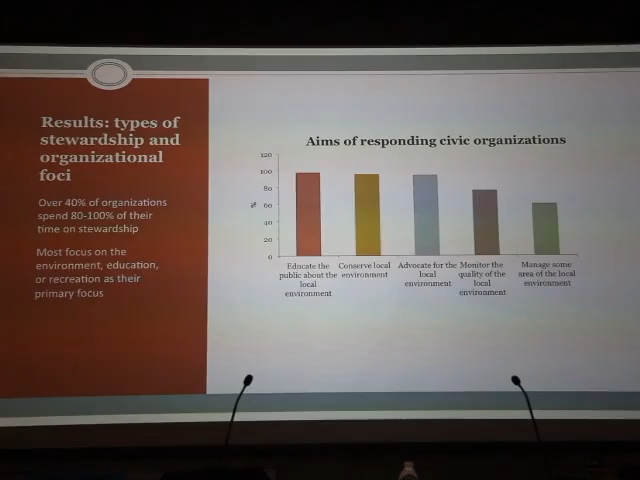 Results: types of
stewardship and
organizational
foci
Over 40% of organizations
spend 80-100% of their
time on stewardship
Most focus on the
environment, education,
or recreation as their
primary focus
Aims of responding civic organizations
120
100
80
60
40
20
0
%
Educate the
public about the
local
environment
Conserve local
environment
Advocate for the
local
environment
Monitor the
quality of the
local
environment
Manage some
area of the local
environment